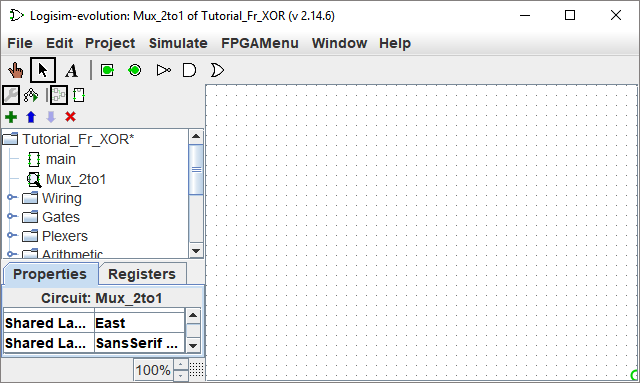 Logisim-evolution: Mux_2to1 of Tutorial_Fr_XOR (v 2.14.6)
File Edit Project Simulate FPGAMenu Window Help
A
Tutorial_Fr_XOR*
main
Mux_2to1
Wiring
Gates
Plexers
Arithmetic
Properties Registers
Circuit: Mux_2to1
Shared La... East
Shared La... SansSerif ...
100%